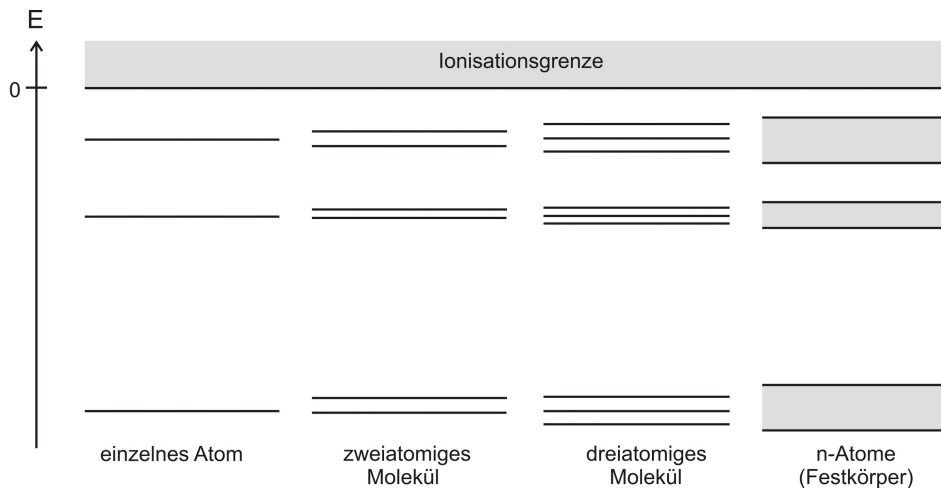 E
Ionisationsgrenze
0
einzelnes Atom
zweiatomiges
Molekül
dreiatomiges
Molekül
n-Atome
(Festkörper)